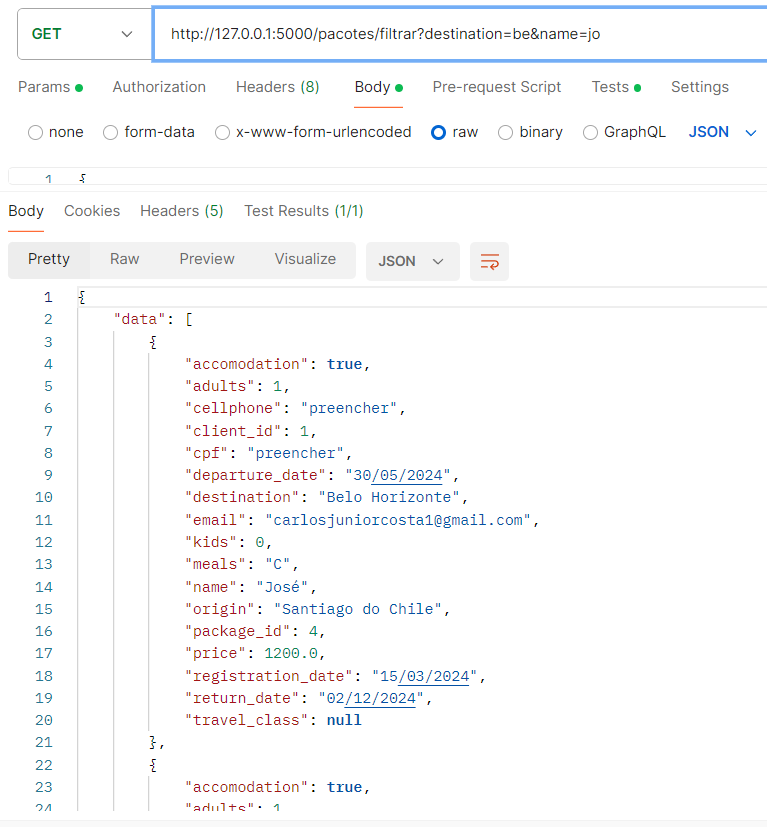 GET http://127.0.0.1:5000/pacotes/filtrar?destination=be&name=jo
Params Authorization Headers (8) Body Pre-request Script Tests Settings
none form-data x-www-form-urlencoded raw binary GraphQL JSON
1 {
Body Cookies Headers (5) Test Results (1/1)
Pretty Raw Preview Visualize JSON
1 {
2 "data": [
3 {
4 "accomodation": true,
5 "adults": 1,
6 "cellphone": "preencher",
7 "client_id": 1,
8 "cpf": "preencher",
9 "departure_date": "30/05/2024",
10 "destination": "Belo Horizonte",
11 "email": "carlosjuniorcosta1@gmail.com",
12 "kids": 0,
13 "meals": "C",
14 "name": "José",
15 "origin": "Santiago do Chile",
16 "package_id": 4,
17 "price": 1200.0,
18 "registration_date": "15/03/2024",
19 "return_date": "02/12/2024",
20 "travel_class": null
21 },
22 {
23 "accomodation": true,
24 "adults": 1